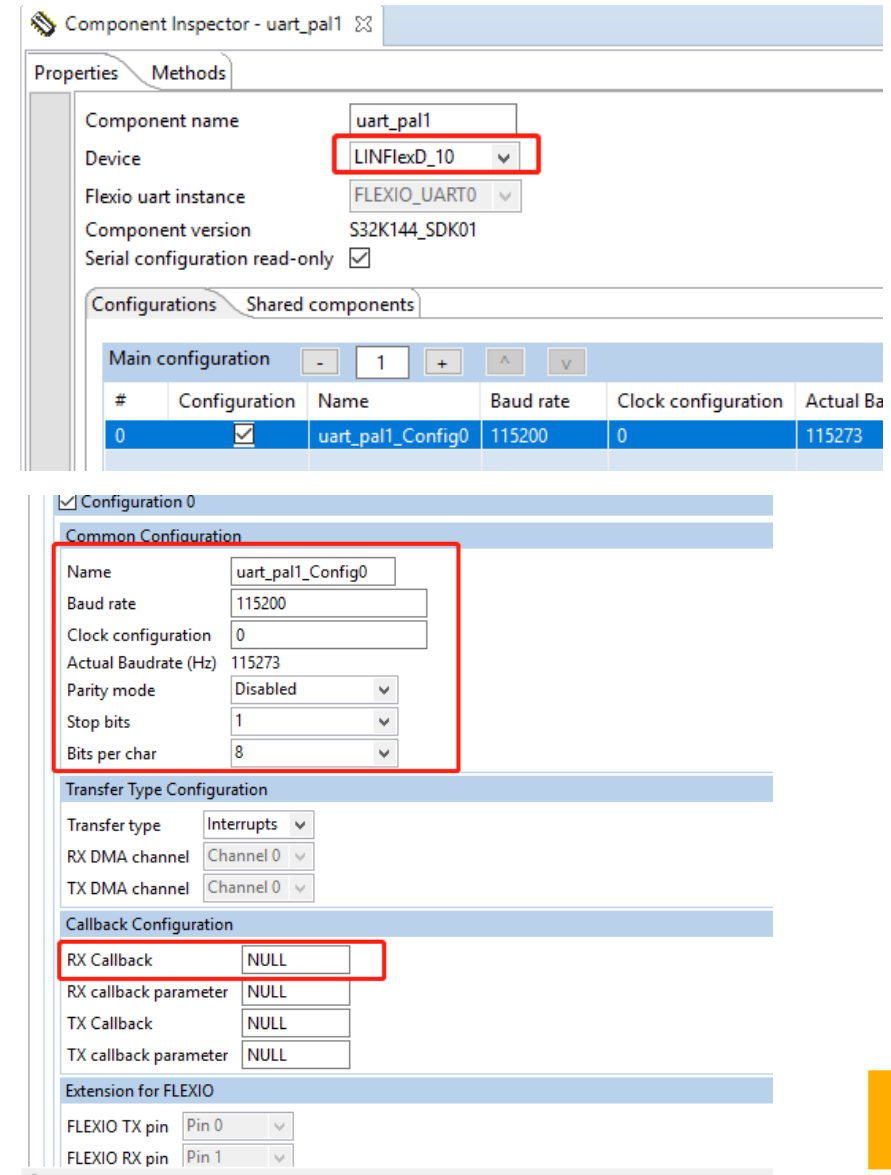 Component Inspector - uart_pal1
Properties Methods
Component name uart_pal1
Device LINFlexD_10
Flexio uart instance FLEXIO_UART0
Component version S32K144_SDK01
Serial configuration read-only
Configurations Shared components
Main configuration - 1 + ^ v
# Configuration Name Baud rate Clock configuration Actual Ba
0 uart_pal1_Config0 115200 0 115273
Configuration 0
Common Configuration
Name uart_pal1_Config0
Baud rate 115200
Clock configuration 0
Actual Baudrate (Hz) 115273
Parity mode Disabled
Stop bits 1
Bits per char 8
Transfer Type Configuration
Transfer type Interrupts
RX DMA channel Channel 0
TX DMA channel Channel 0
Callback Configuration
RX Callback NULL
RX callback parameter NULL
TX Callback NULL
TX callback parameter NULL
Extension for FLEXIO
FLEXIO TX pin Pin 0
FLEXIO RX pin Pin 1